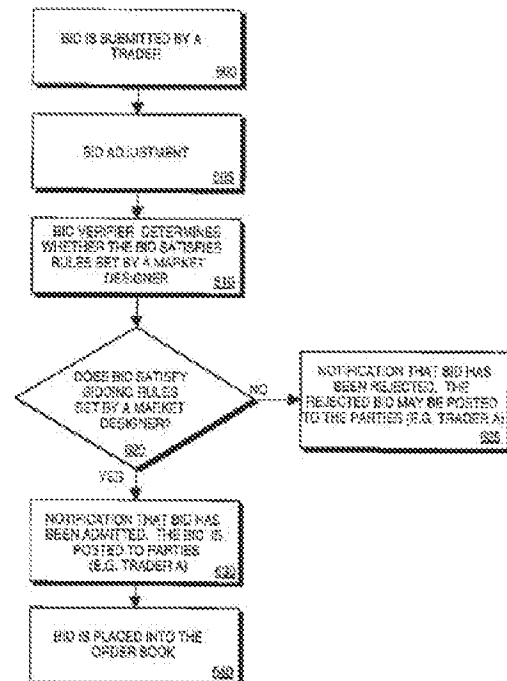 BID IS SUBMITTED BY A
TRADER
BID ADJUSTMENT
BID VERIFIER DETERMINES
WHETHER THE BID SATISFIES
RULES SET BY A MARKET
DESIGNER
DOES BID SATISFY
BIDDING RULES
SET BY A MARKET
DESIGNER?
NO
YES
NOTIFICATION THAT BID HAS
BEEN REJECTED. THE
REJECTED BID MAY BE POSTED
TO THE PARTIES (E.G. TRADER A)
NOTIFICATION THAT BID HAS
BEEN ADMITTED. THE BID IS
POSTED TO PARTIES
(E.G. TRADER A)
BID IS PLACED INTO THE
ORDER BOOK